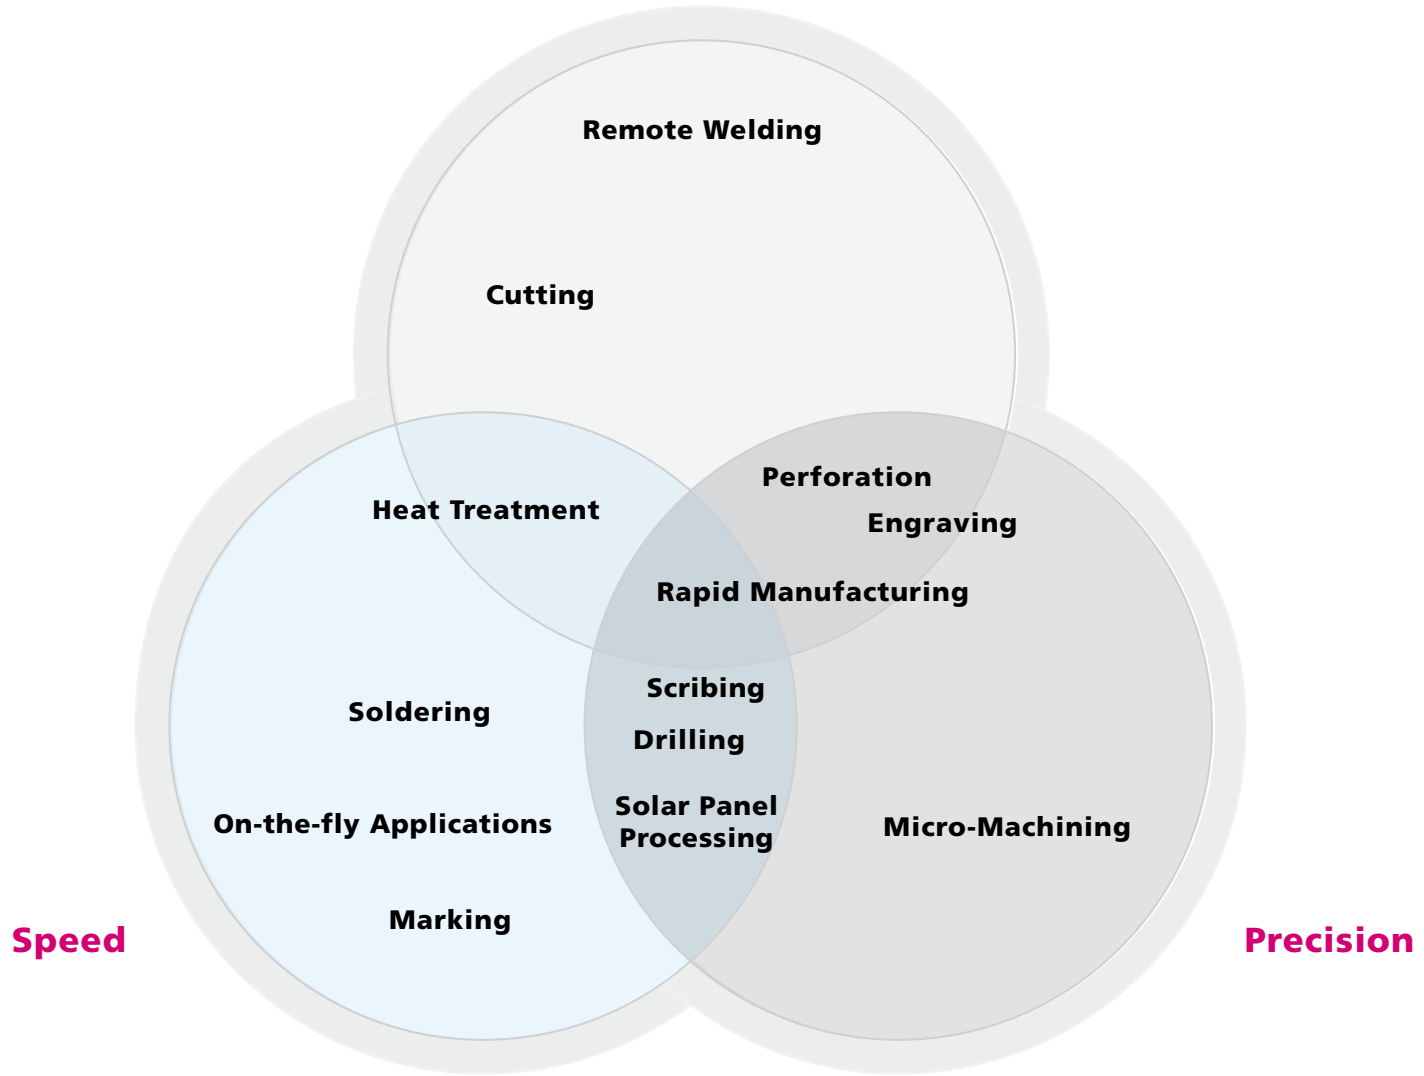 Remote Welding
Cutting
Perforation
Heat Treatment
Engraving
Rapid Manufacturing
Scribing
Soldering
Drilling
Solar Panel
Processing
On-the-fly Applications
Micro-Machining
Marking
Speed
Precision